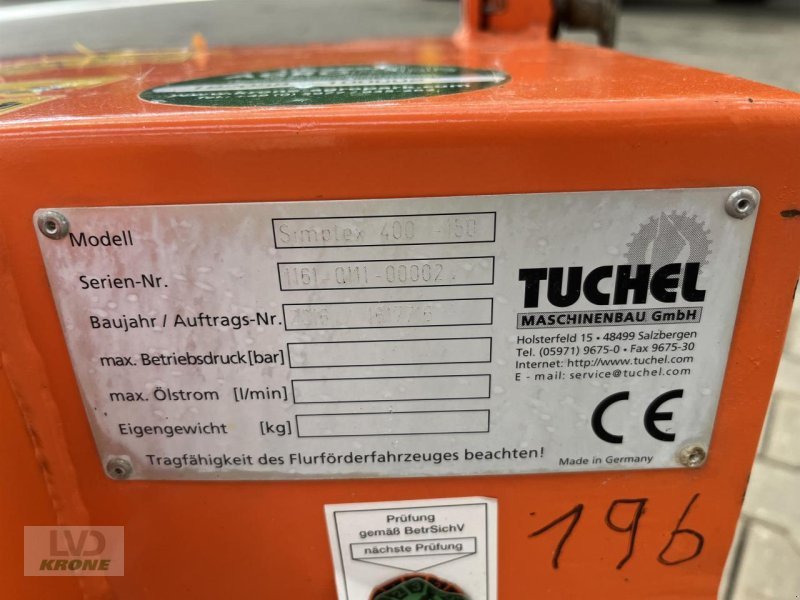 Modell Simplex 400 -150
Serien-Nr.
Baujahr / Auftrags-Nr.
max. Betriebsdruck[bar]
max. Ölstrom [l/min]
Eigengewicht [kg]
Tragfähigkeit des Flurförderfahrzeuges beachten!
TUCHEL
MASCHINENBAU GmbH
Holsterfeld 15 • 48499 Salzbergen
Tel. (05971) 9675-0 • Fax 9675-30
Internet: http://www.tuchel.com
E - mail: service@tuchel.com
CE
Made in Germany
Prüfung
gemäß BetrSichV
nächste Prüfung
196
LVD
KRONE